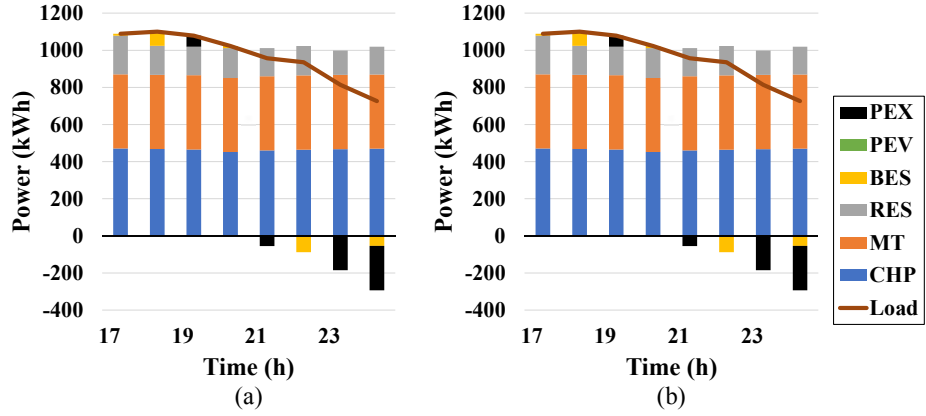 1200
1000
800
600
400
200
0
-200
-400
Power (kWh)
17 19 21 23
Time (h)
(a)
1200
1000
800
600
400
200
0
-200
-400
Power (kWh)
17 19 21 23
Time (h)
(b)
PEX
PEV
BES
RES
MT
CHP
Load